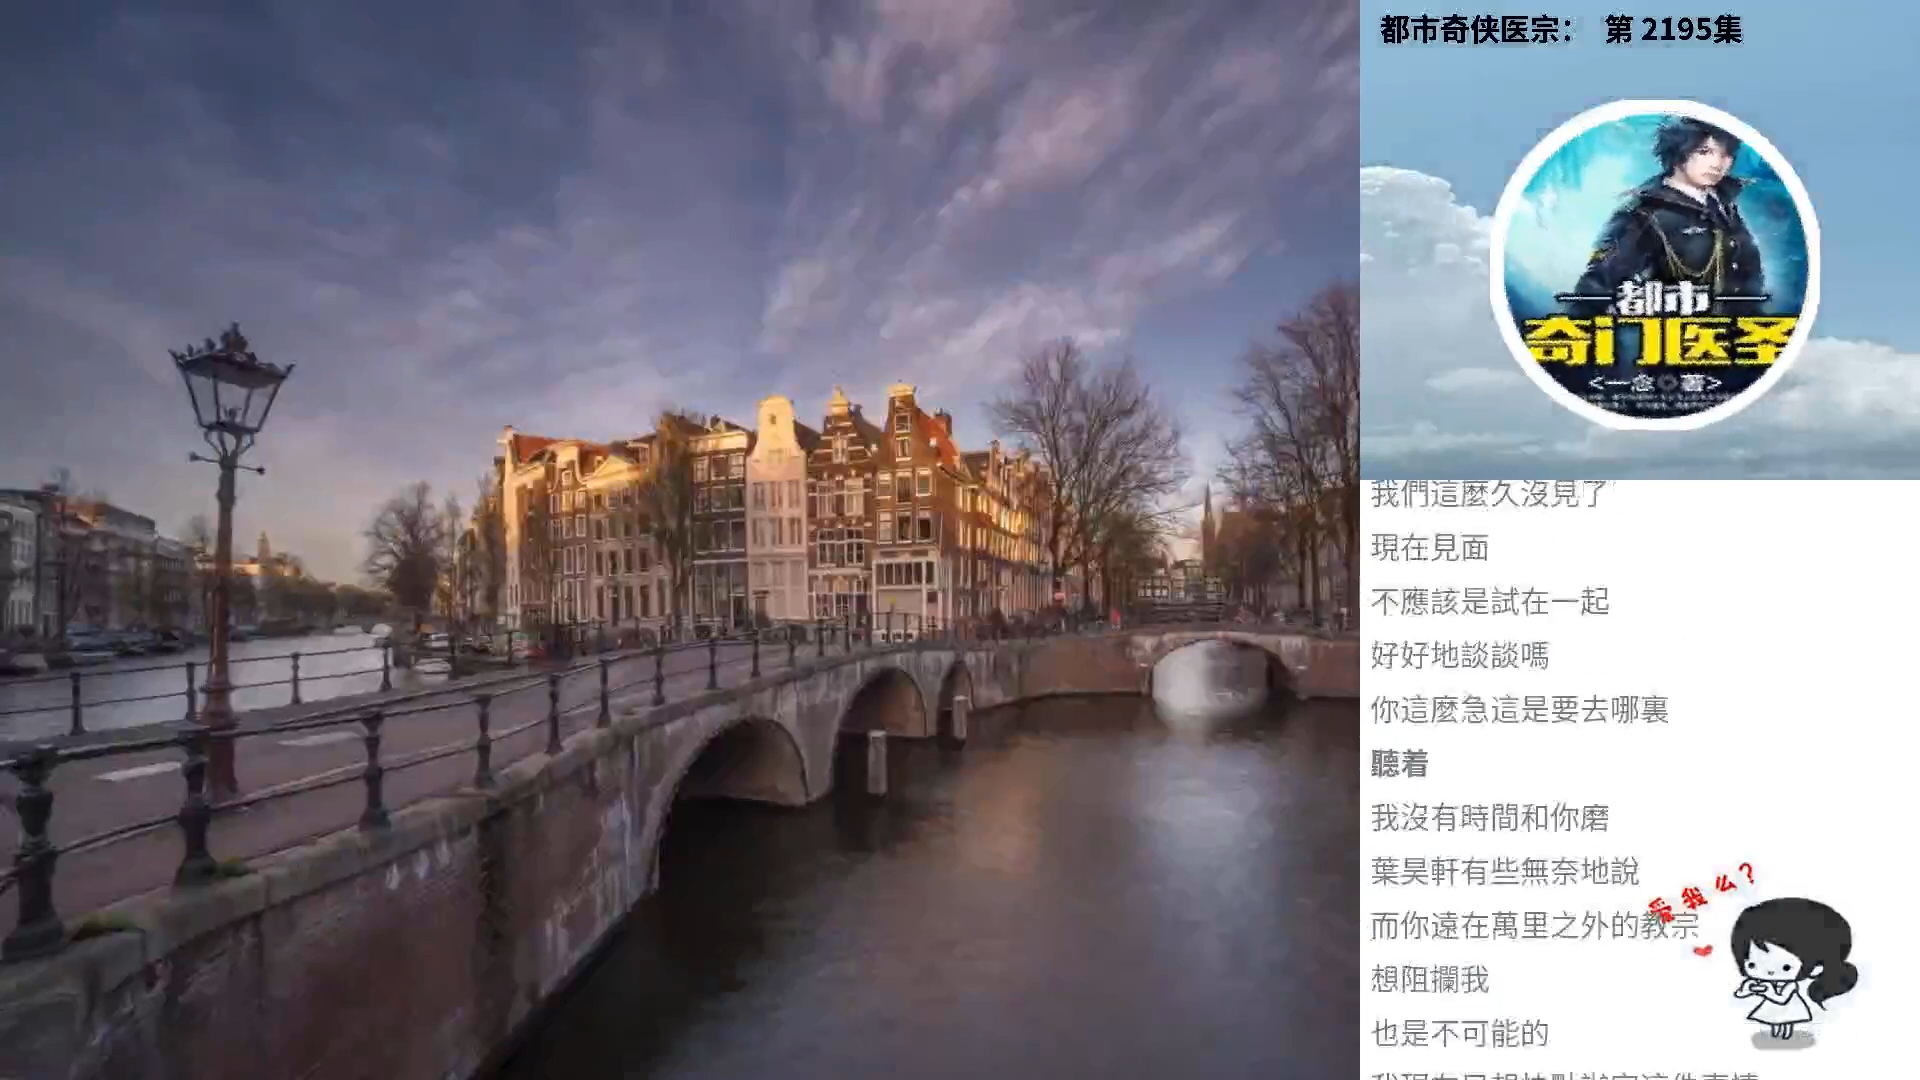 都市奇侠医宗： 第 2195集
都市
奇门医圣
<一念 著>
我們這麼久沒見了
現在見面
不應該是試在一起
好好地談談嗎
你這麼急這是要去哪裏
聽着
我沒有時間和你磨
葉昊軒有些無奈地說
爱我么？
而你遠在萬里之外的教宗
想阻攔我
也是不可能的